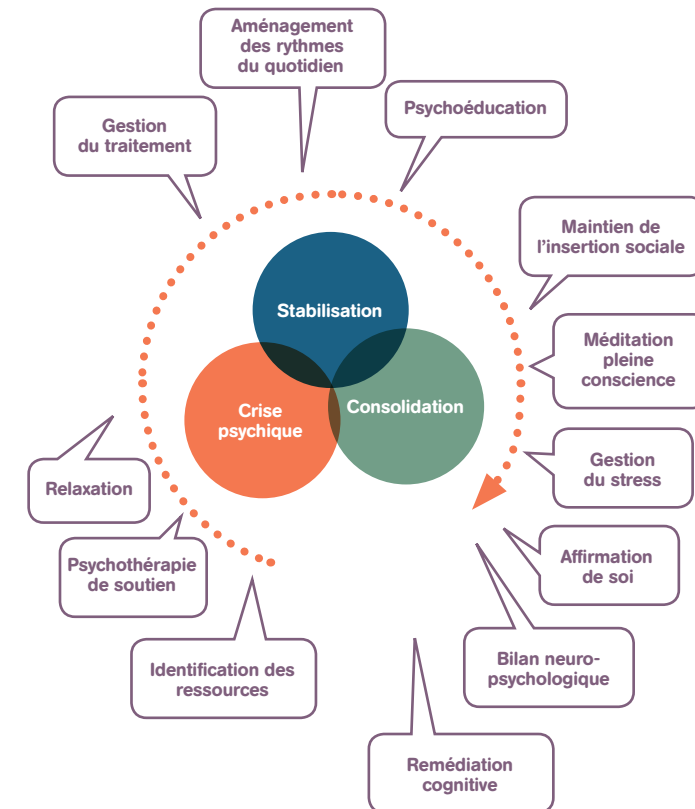 Aménagement
des rythmes
du quotidien
Psychoéducation
Gestion
du traitement
Maintien de
l'insertion sociale
Stabilisation
Méditation
pleine
conscience
Crise
psychique
Consolidation
Gestion
du stress
Relaxation
Affirmation
de soi
Psychothérapie
de soutien
Bilan neuro-
psychologique
Identification des
ressources
Remédiation
cognitive